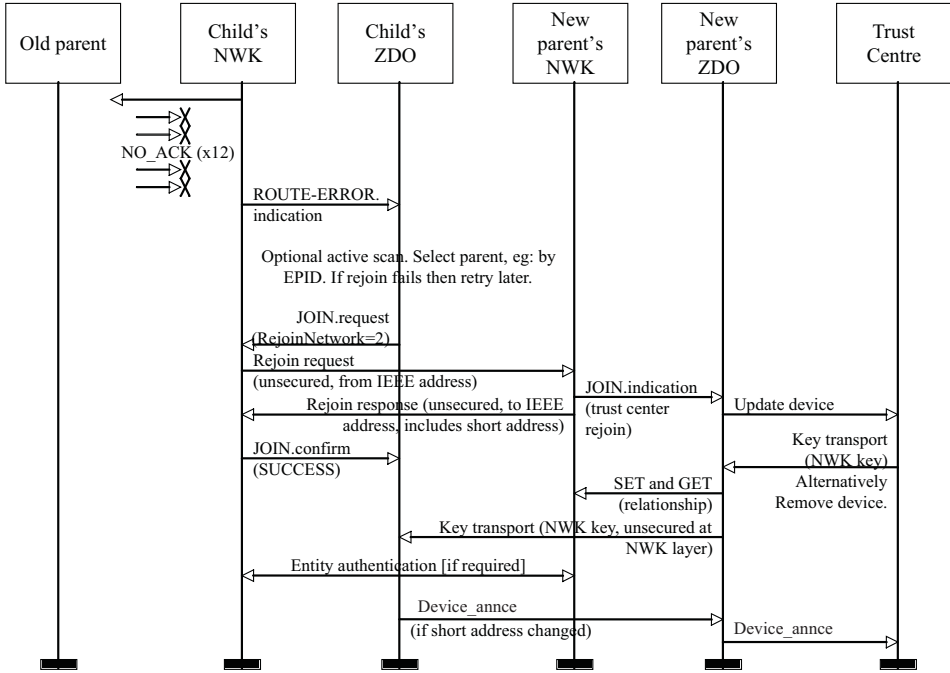 Old parent
Child's
NWK
Child's
ZDO
New
parent's
NWK
New
parent's
ZDO
Trust
Centre
NO_ACK (x12)
ROUTE-ERROR.
indication
Optional active scan. Select parent, eg: by
EPID. If rejoin fails then retry later.
JOIN.request
(RejoinNetwork=2)
Rejoin request
(unsecured, from IEEE address)
JOIN.indication
(trust center
rejoin)
Rejoin response (unsecured, to IEEE
address, includes short address)
Update device
JOIN.confirm
(SUCCESS)
Key transport
(NWK key)
Alternatively
Remove device.
SET and GET
(relationship)
Key transport (NWK key, unsecured at
NWK layer)
Entity authentication [if required]
Device_annce
(if short address changed)
Device_annce